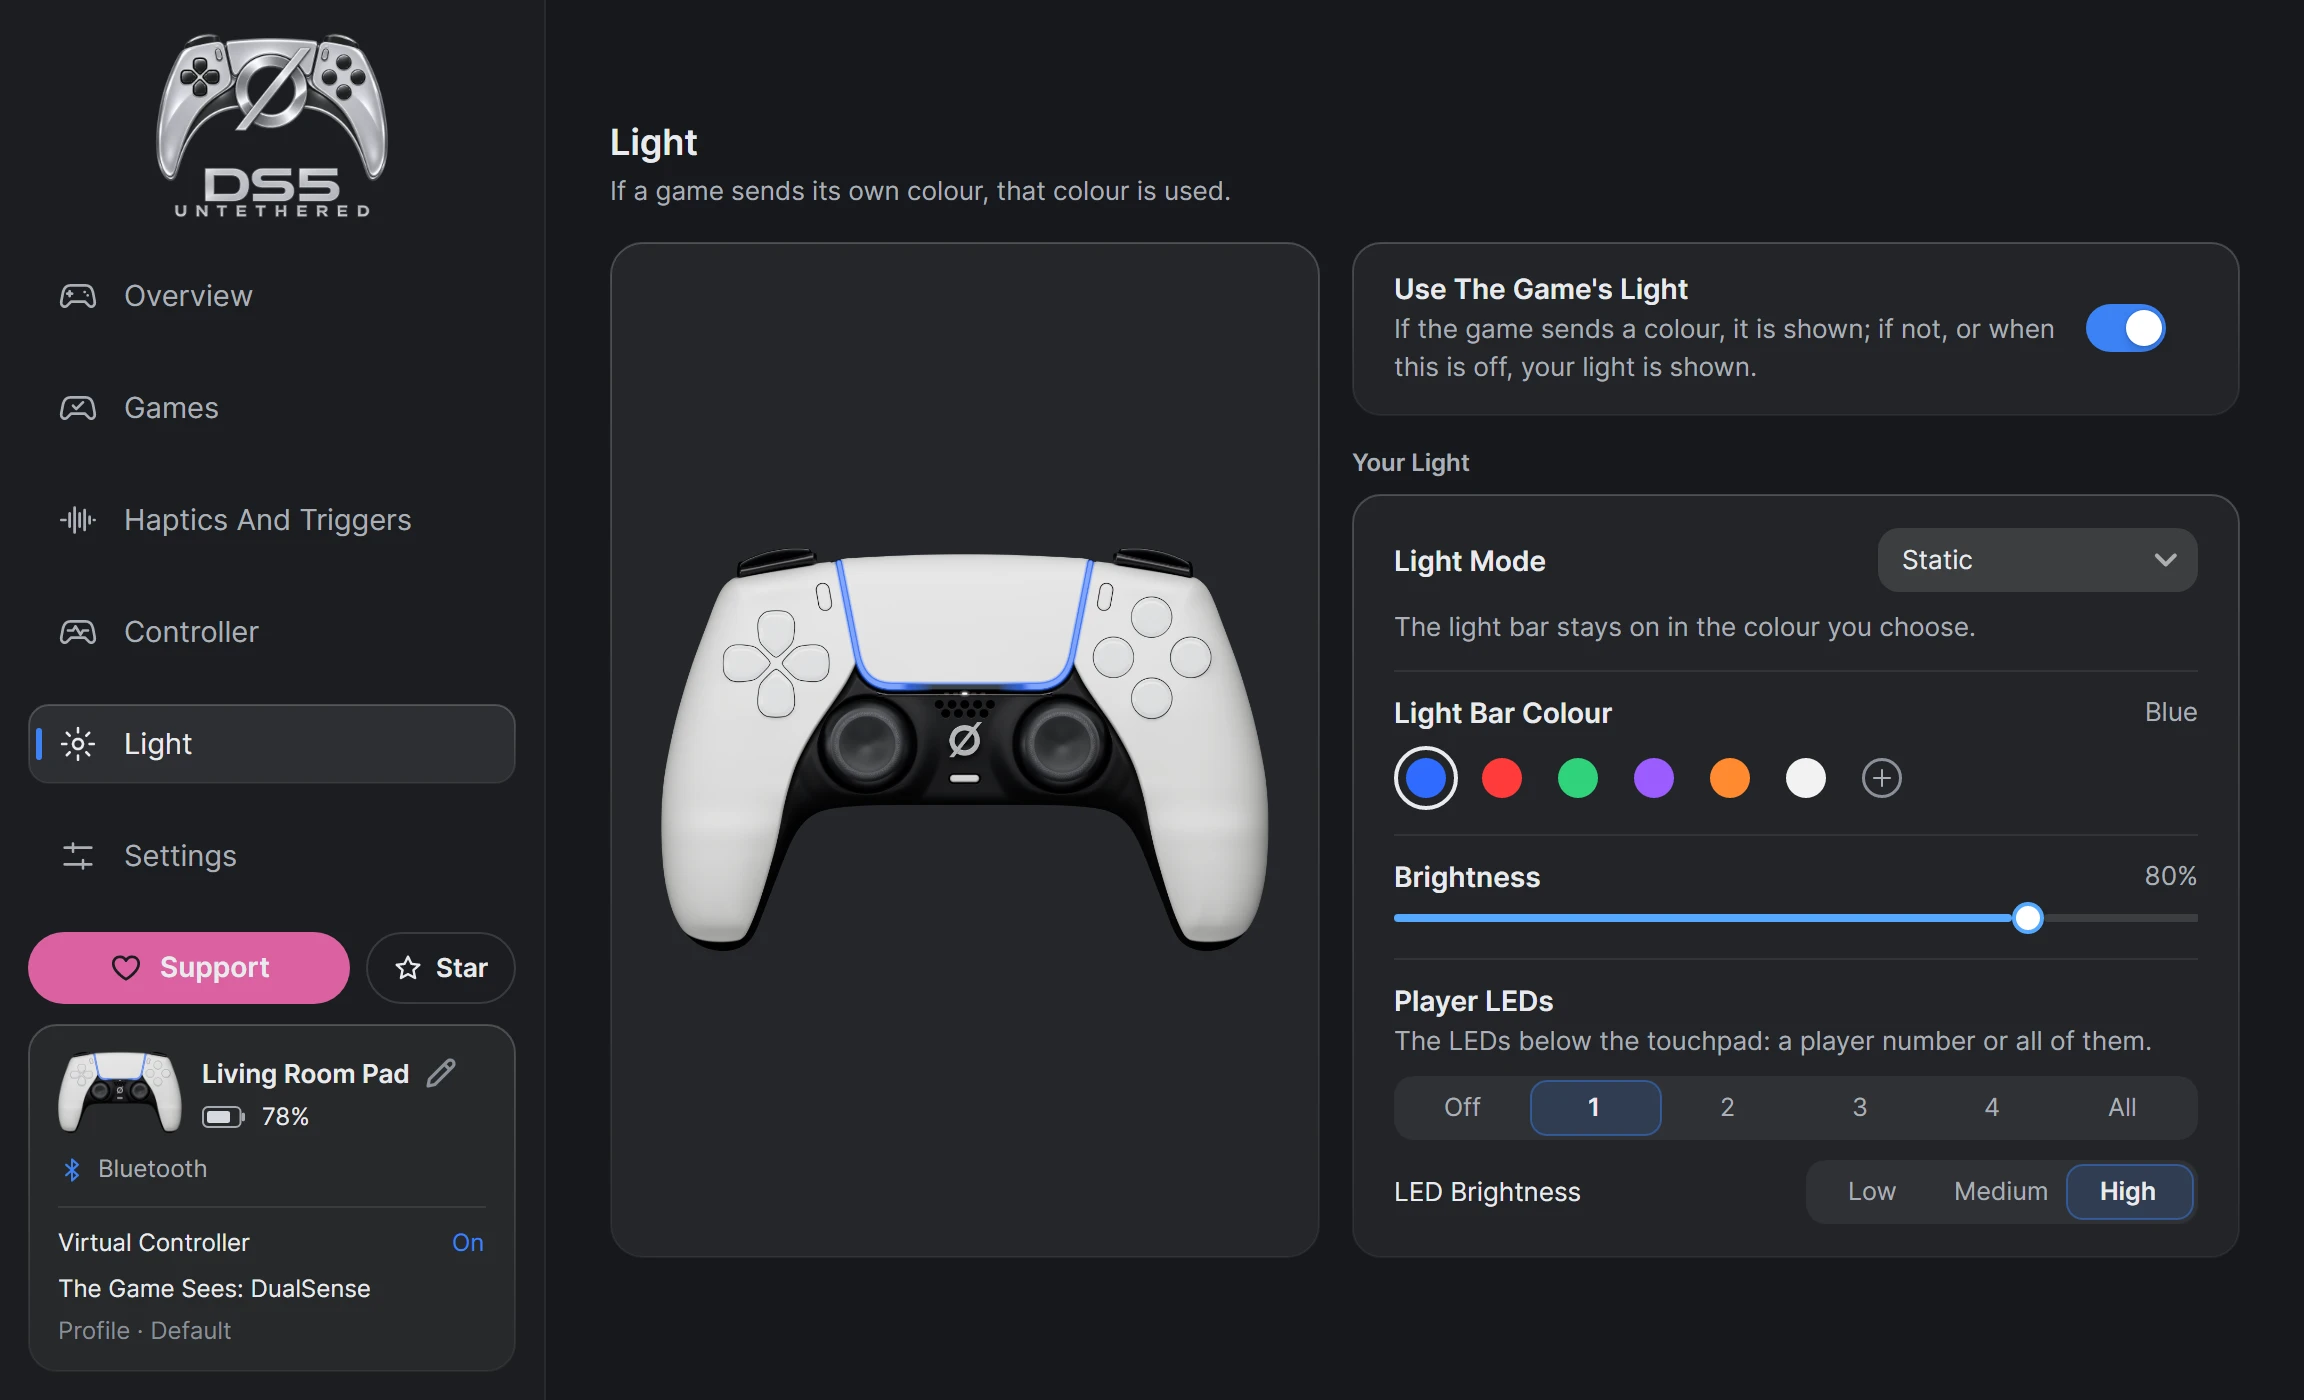 DS5
UNTETHERED
Overview
Games
Haptics And Triggers
Controller
Light
Settings
Support
Star
Living Room Pad
78%
Bluetooth
Virtual Controller
On
The Game Sees: DualSense
Profile · Default
Light
If a game sends its own colour, that colour is used.
Use The Game's Light
If the game sends a colour, it is shown; if not, or when
this is off, your light is shown.
Your Light
Light Mode
Static
The light bar stays on in the colour you choose.
Light Bar Colour
Blue
Brightness
80%
Player LEDs
The LEDs below the touchpad: a player number or all of them.
Off 1 2 3 4 All
LED Brightness
Low Medium High